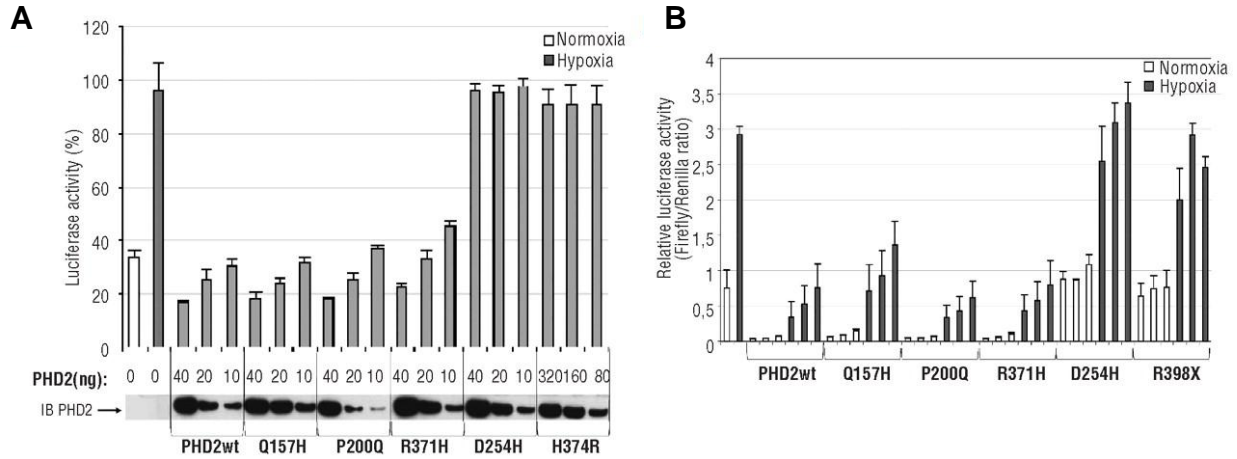 A
Luciferase activity (%)
120
100
80
60
40
20
0
Normoxia
Hypoxia
PHD2(ng): 0 0 40 20 10 40 20 10 40 20 10 40 20 10 40 20 10 320 160 80
IB PHD2
PHD2wt Q157H P200Q R371H D254H H374R
B
Relative luciferase activity
(Firefly/Renilla ratio)
4
3,5
3
2,5
2
1,5
1
0,5
0
Normoxia
Hypoxia
PHD2wt Q157H P200Q R371H D254H R398X